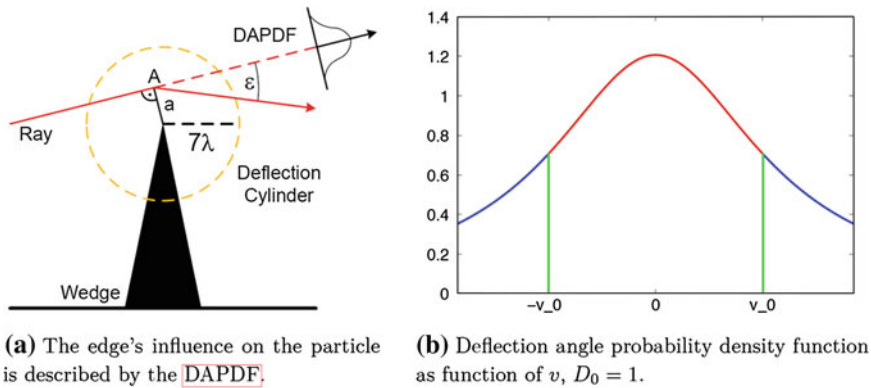 DAPDF
A
ε
a
Ray
7λ
Deflection
Cylinder
Wedge
1.4
1.2
1
0.8
0.6
0.4
0.2
0
-v_0
0
v_0
(a) The edge's influence on the particle
is described by the DAPDF.
(b) Deflection angle probability density function
as function of v, D₀ = 1.